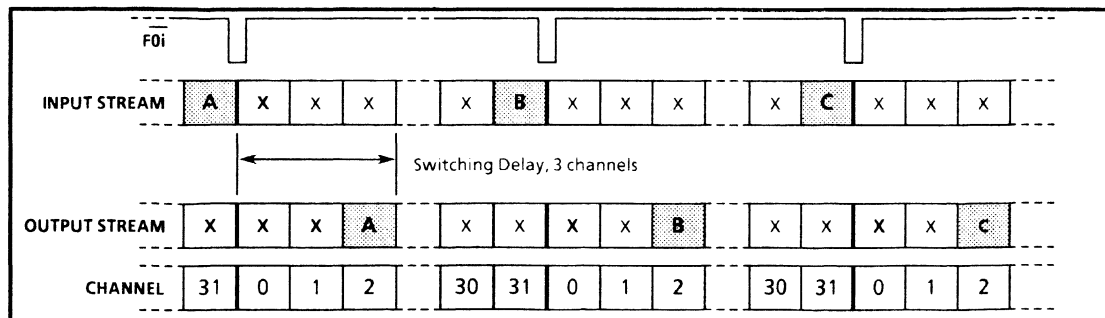 F0i
INPUT STREAM A X X X X B X X X X C X X X
Switching Delay, 3 channels
OUTPUT STREAM X X X A X X X X B X X X X C
CHANNEL 31 0 1 2 30 31 0 1 2 30 31 0 1 2